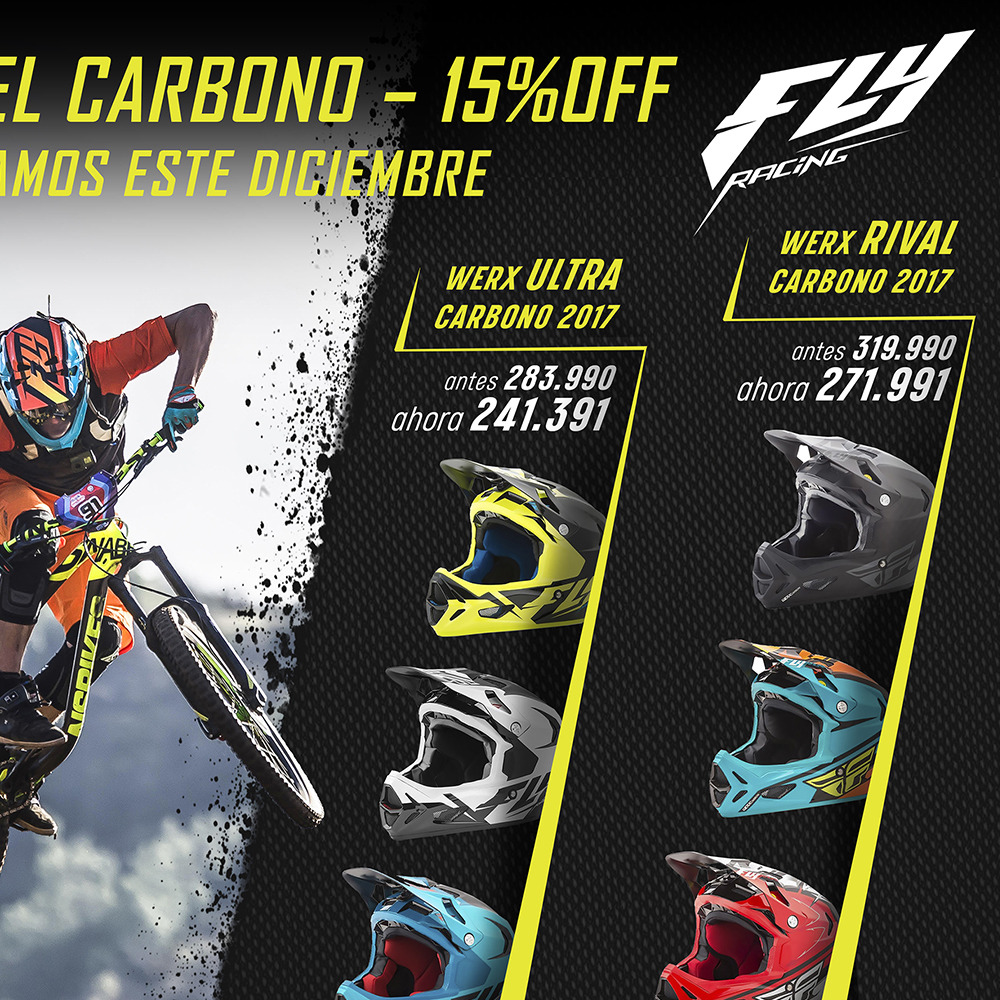 EL CARBONO - 15%OFF
AMOS ESTE DICIEMBRE
FLY
RACING
WERX ULTRA
CARBONO 2017
antes 283.990
ahora 241.391
WERX RIVAL
CARBONO 2017
antes 319.990
ahora 271.991